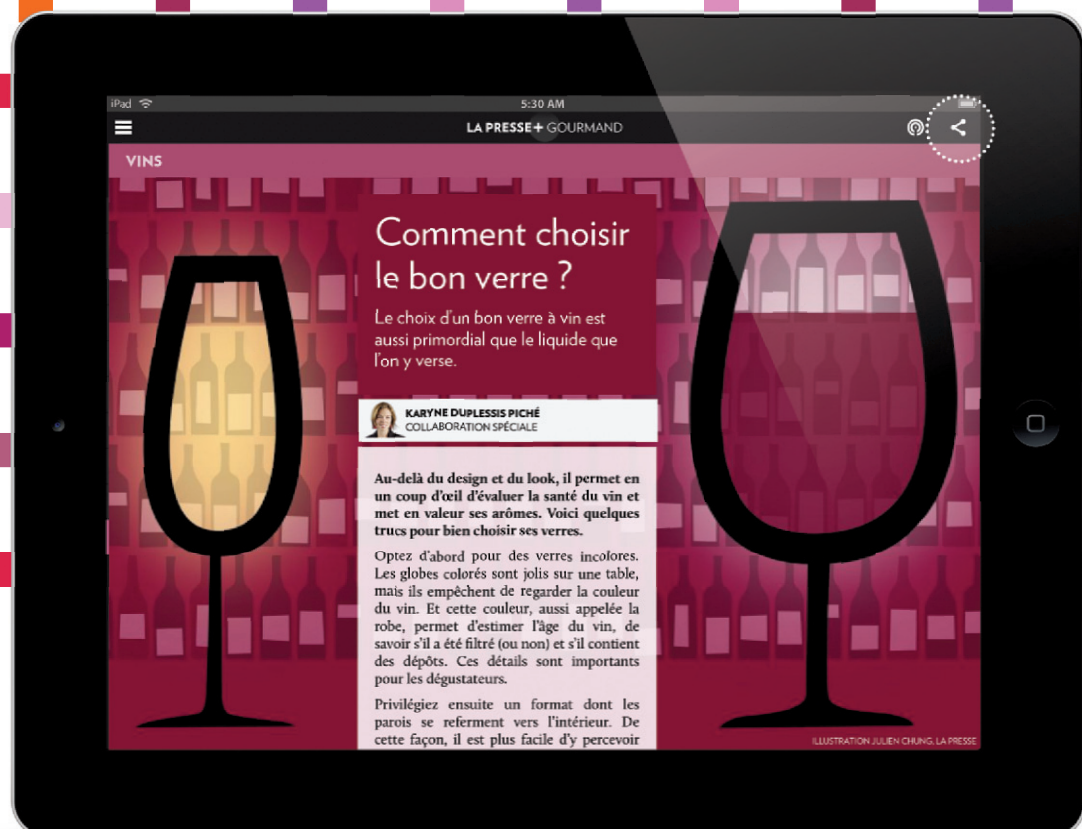 iPad
5:30 AM
LA PRESSE+ GOURMAND
VINS
Comment choisir
le bon verre ?
Le choix d'un bon verre à vin est
aussi primordial que le liquide que
l'on y verse.
KARYNE DUPLESSIS PICHÉ
COLLABORATION SPÉCIALE
Au-delà du design et du look, il permet en
un coup d'œil d'évaluer la santé du vin et
met en valeur ses arômes. Voici quelques
trucs pour bien choisir ses verres.
Optez d'abord pour des verres incolores.
Les globes colorés sont jolis sur une table,
mais ils empêchent de regarder la couleur
du vin. Et cette couleur, aussi appelée la
robe, permet d'estimer l'âge du vin, de
savoir s'il a été filtré (ou non) et s'il contient
des dépôts. Ces détails sont importants
pour les dégustateurs.
Privilégiez ensuite un format dont les
parois se referment vers l'intérieur. De
cette façon, il est plus facile d'y percevoir
ILLUSTRATION JULIEN CHUNG, LA PRESSE